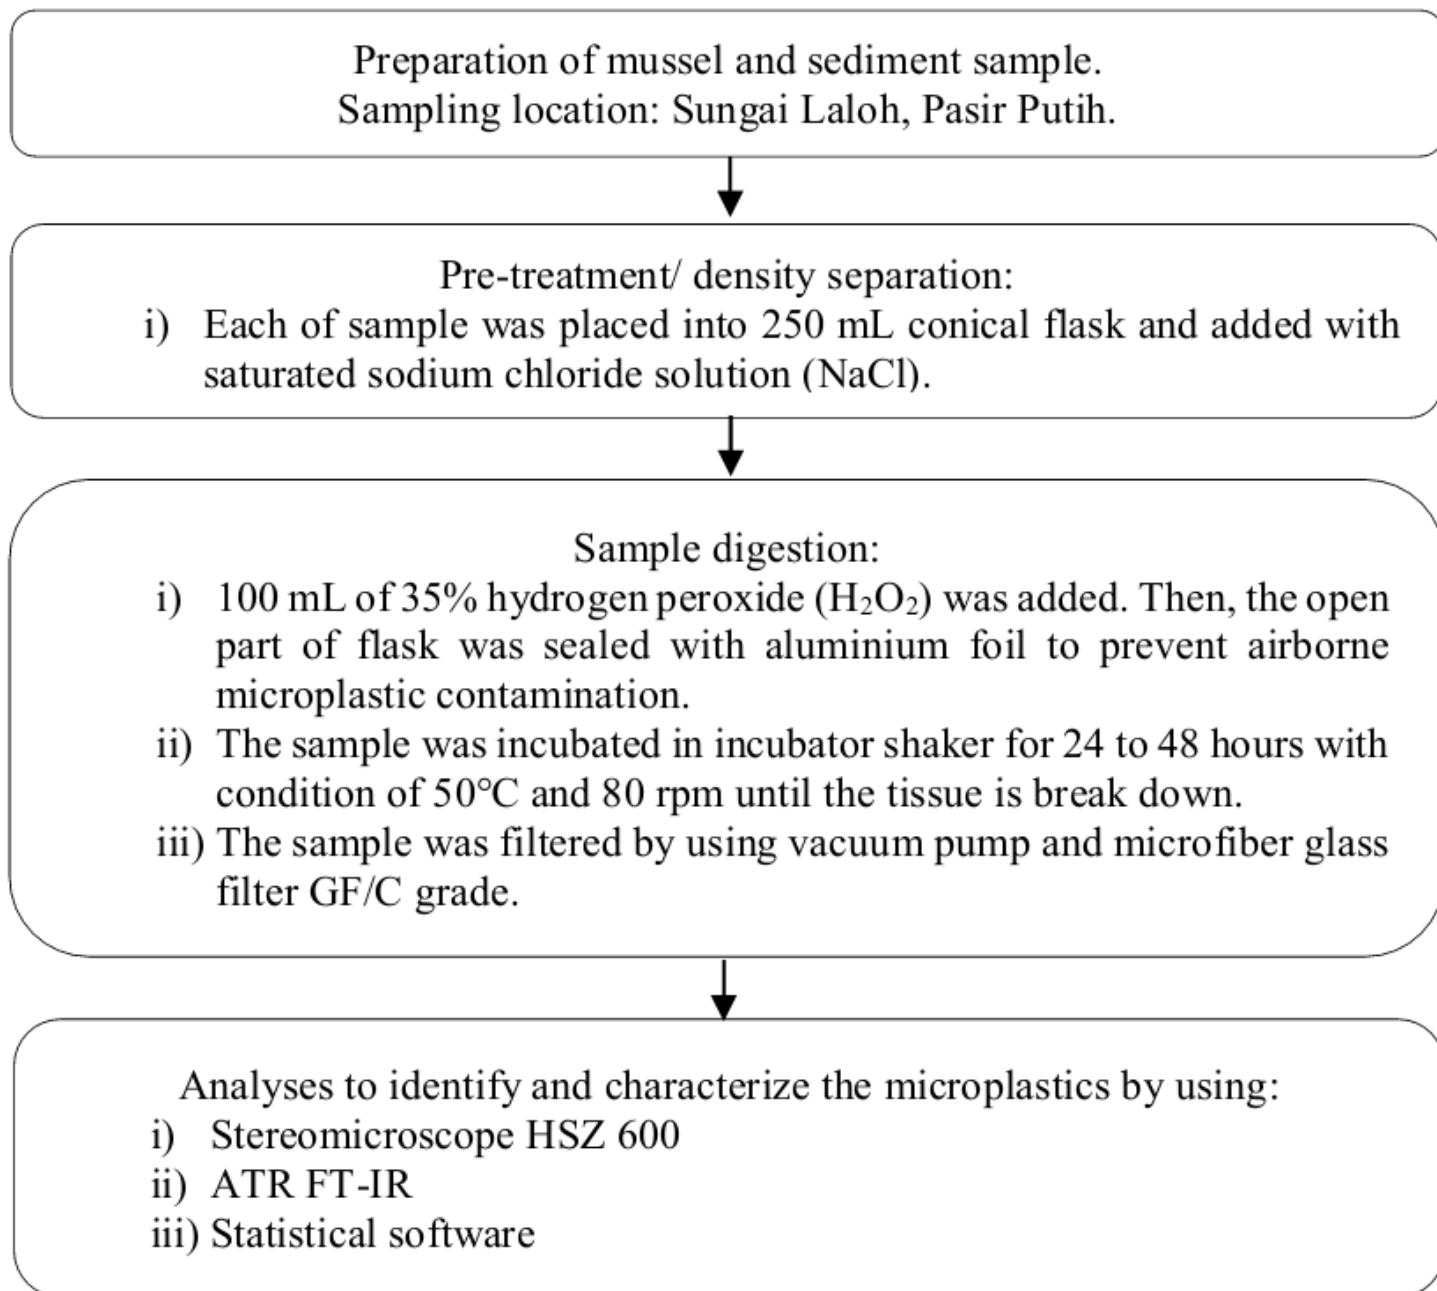 Preparation of mussel and sediment sample.
Sampling location: Sungai Laloh, Pasir Putih.
Pre-treatment/ density separation:
i) Each of sample was placed into 250 mL conical flask and added with
saturated sodium chloride solution (NaCl).
Sample digestion:
i) 100 mL of 35% hydrogen peroxide (H₂O₂) was added. Then, the open
part of flask was sealed with aluminium foil to prevent airborne
microplastic contamination.
ii) The sample was incubated in incubator shaker for 24 to 48 hours with
condition of 50°C and 80 rpm until the tissue is break down.
iii) The sample was filtered by using vacuum pump and microfiber glass
filter GF/C grade.
Analyses to identify and characterize the microplastics by using:
i) Stereomicroscope HSZ 600
ii) ATR FT-IR
iii) Statistical software